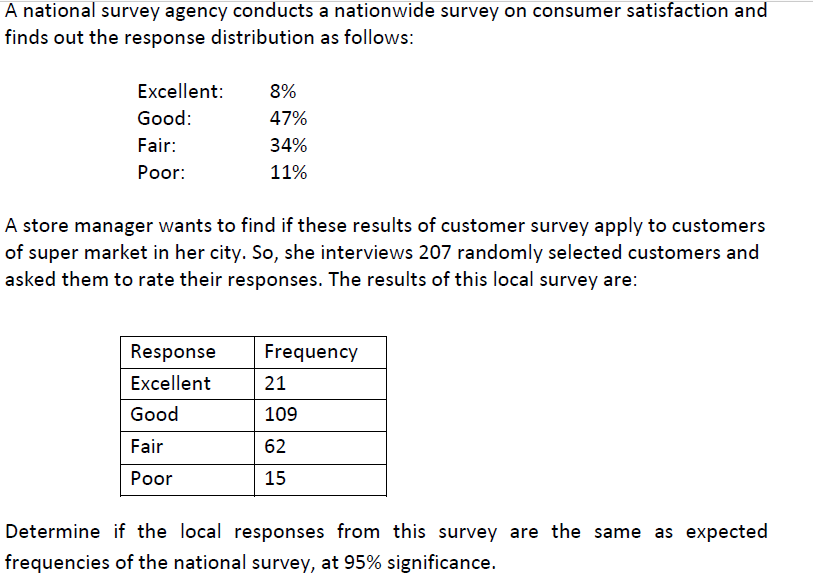 A national survey agency conducts a nationwide survey on consumer satisfaction and
finds out the response distribution as follows:
Excellent: 8%
Good: 47%
Fair: 34%
Poor: 11%
A store manager wants to find if these results of customer survey apply to customers
of super market in her city. So, she interviews 207 randomly selected customers and
asked them to rate their responses. The results of this local survey are:
Response Frequency
Excellent 21
Good 109
Fair 62
Poor 15
Determine if the local responses from this survey are the same as expected
frequencies of the national survey, at 95% significance.